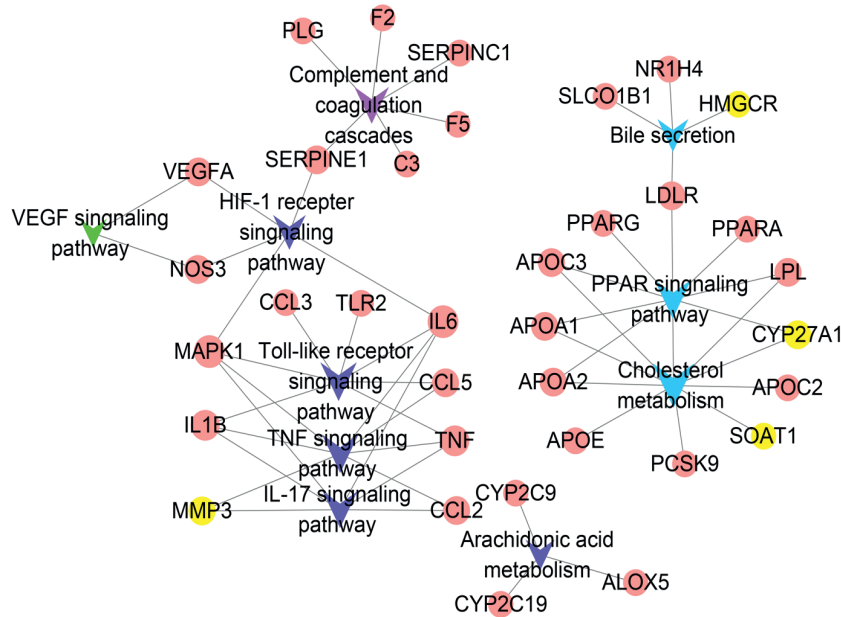 F2
PLG
SERPINC1
Complement and
coagulation
cascades
F5
SERPINE1
C3
NR1H4
SLCO1B1
HMGCR
Bile secretion
VEGFA
LDLR
HIF-1 recepter
singnaling
pathway
VEGF singnaling
pathway
NOS3
PPARG
PPARA
APOC3
LPL
PPAR singnaling
pathway
APOA1
CYP27A1
CCL3
TLR2
IL6
MAPK1
Toll-like receptor
singnaling
pathway
CCL5
Cholesterol
metabolism
APOA2
APOC2
IL1B
TNF singnaling
pathway
TNF
APOE
SOAT1
PCSK9
IL-17 singnaling
pathway
MMP3
CCL2
CYP2C9
Arachidonic acid
metabolism
ALOX5
CYP2C19